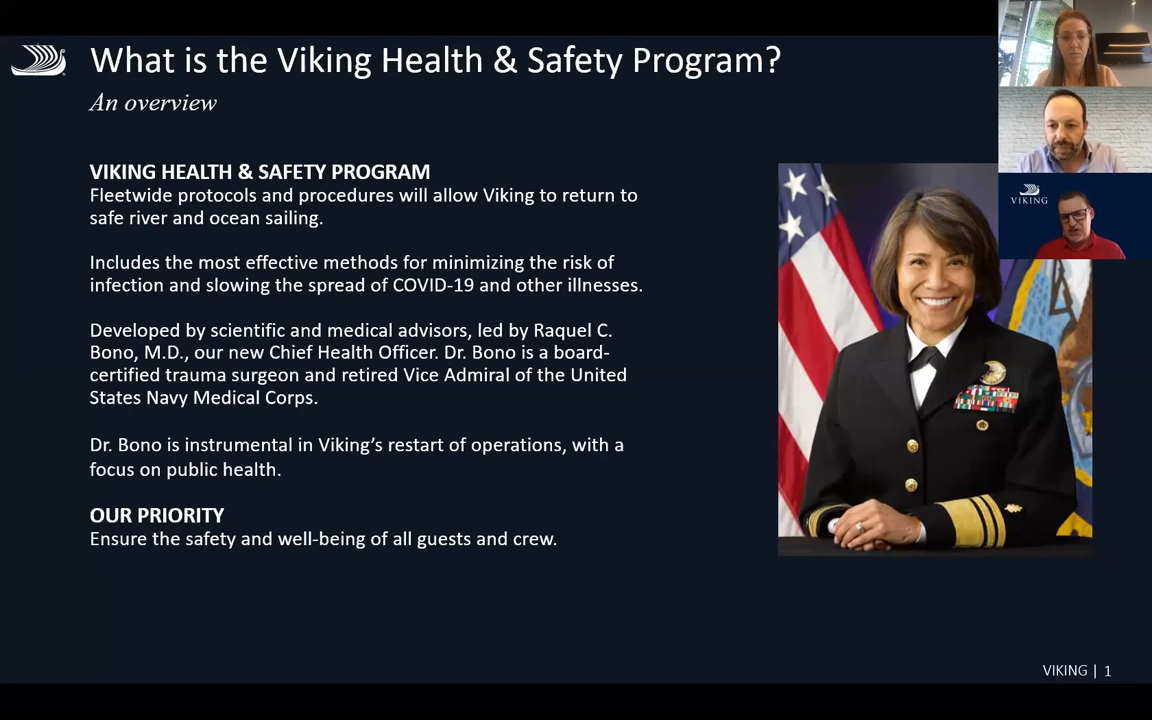 What is the Viking Health & Safety Program?
An overview
VIKING HEALTH & SAFETY PROGRAM
Fleetwide protocols and procedures will allow Viking to return to
safe river and ocean sailing.
Includes the most effective methods for minimizing the risk of
infection and slowing the spread of COVID-19 and other illnesses.
Developed by scientific and medical advisors, led by Raquel C.
Bono, M.D., our new Chief Health Officer. Dr. Bono is a board-
certified trauma surgeon and retired Vice Admiral of the United
States Navy Medical Corps.
Dr. Bono is instrumental in Viking’s restart of operations, with a
focus on public health.
OUR PRIORITY
Ensure the safety and well-being of all guests and crew.
VIKING
VIKING | 1